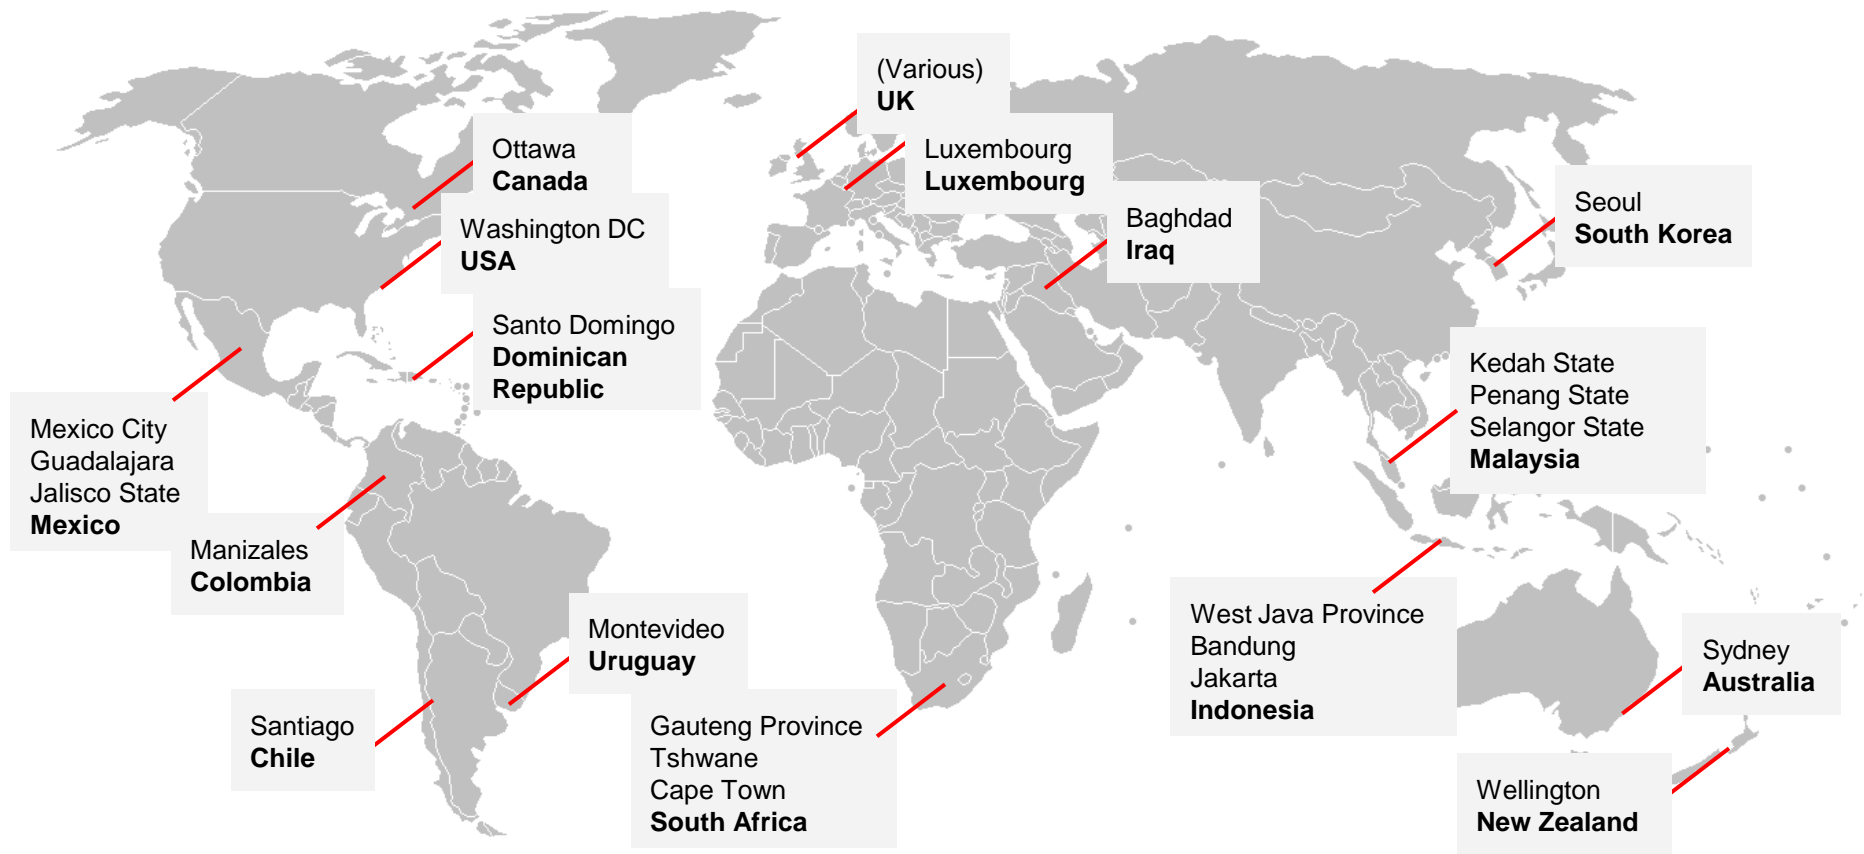 (Various)
UK
Ottawa
Canada
Luxembourg
Luxembourg
Washington DC
USA
Baghdad
Iraq
Seoul
South Korea
Santo Domingo
Dominican
Republic
Kedah State
Penang State
Selangor State
Malaysia
Mexico City
Guadalajara
Jalisco State
Mexico
Manizales
Colombia
Montevideo
Uruguay
West Java Province
Bandung
Jakarta
Indonesia
Sydney
Australia
Santiago
Chile
Gauteng Province
Tshwane
Cape Town
South Africa
Wellington
New Zealand